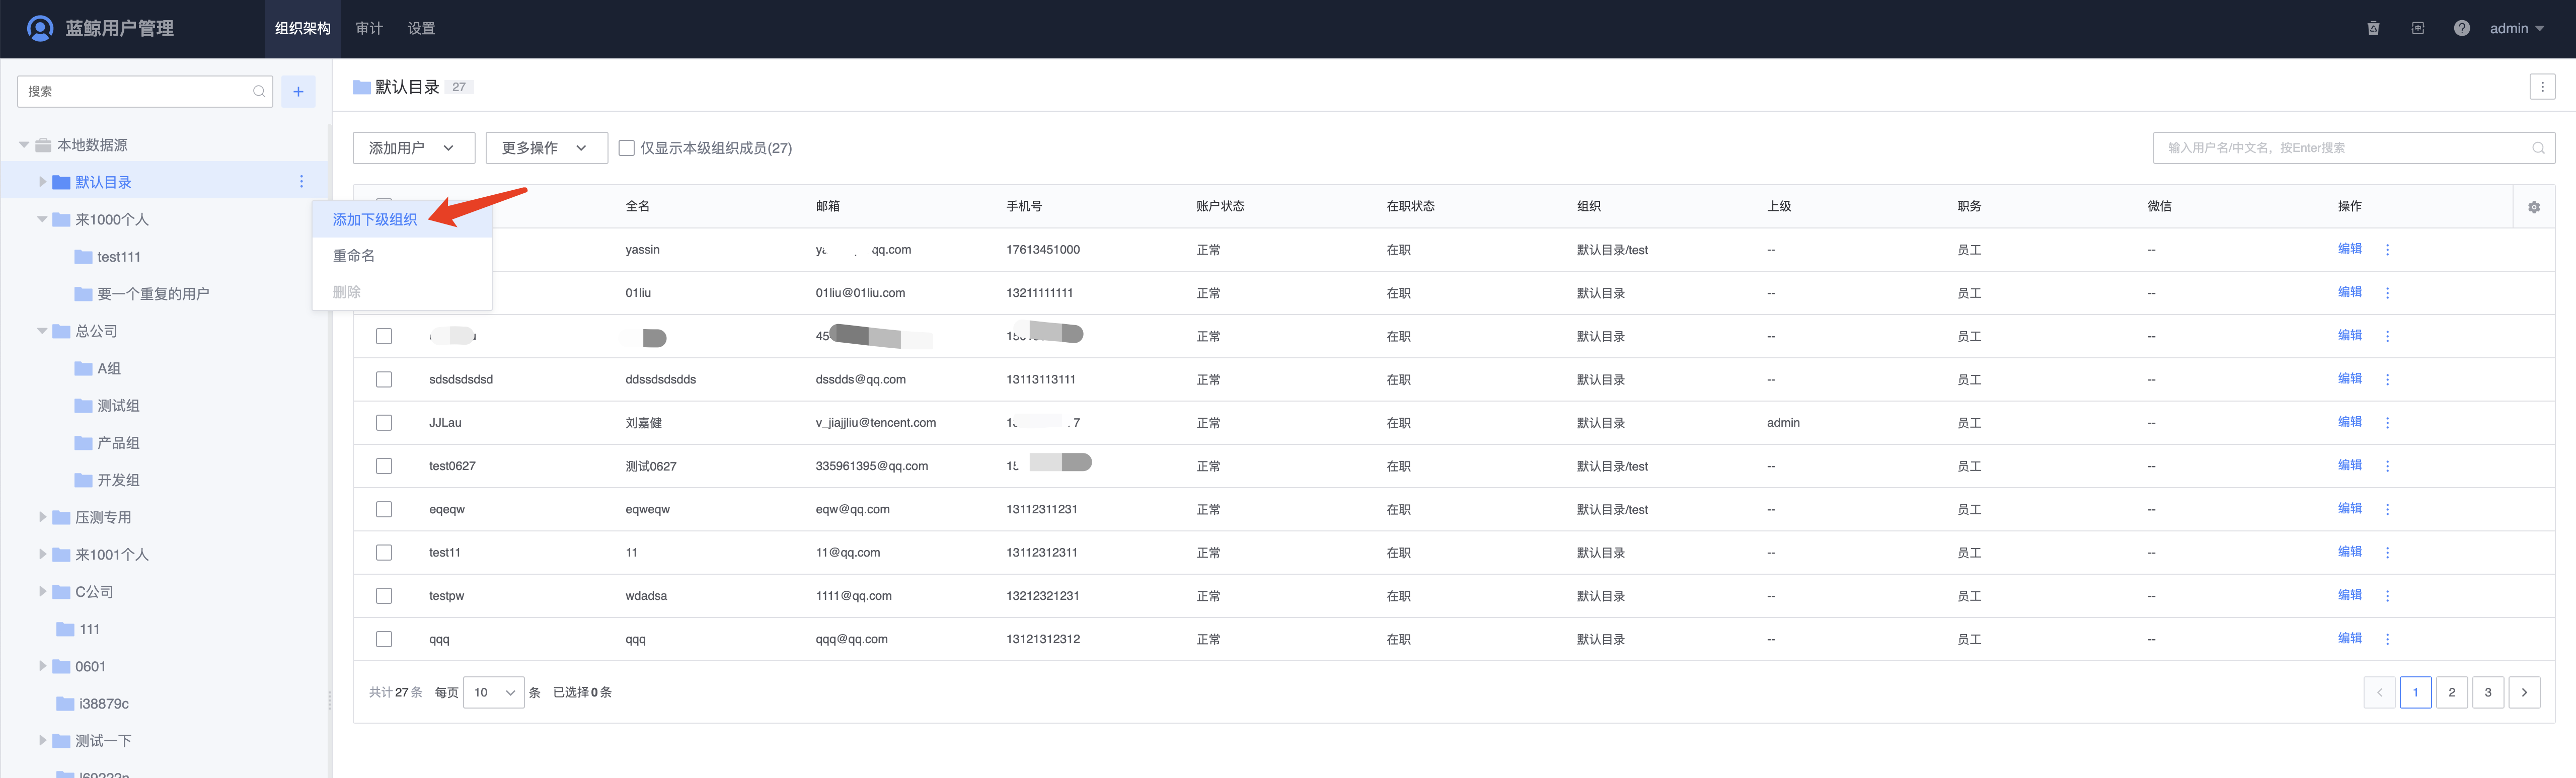 蓝鲸用户管理
组织架构 审计 设置
admin
搜索
+
默认目录 27
本地数据源
默认目录
来1000个人
test111
要一个重复的用户
总公司
A组
测试组
产品组
开发组
压测专用
来1001个人
C公司
111
0601
i38879c
测试一下
添加下级组织
重命名
删除
添加用户 更多操作 仅显示本级组织成员(27)
输入用户名/中文名，按Enter搜索
全名 邮箱 手机号 账户状态 在职状态 组织 上级 职务 微信 操作
yassin qq.com 17613451000 正常 在职 默认目录/test -- 员工 -- 编辑
01liu 01liu@01liu.com 13211111111 正常 在职 默认目录 -- 员工 -- 编辑
45 正常 在职 默认目录 -- 员工 -- 编辑
sdsdsdsdsd ddssdsdsdds dssdds@qq.com 13113113111 正常 在职 默认目录 -- 员工 -- 编辑
JJLau 刘嘉健 v_jiajjliu@tencent.com 7 正常 在职 默认目录 admin 员工 -- 编辑
test0627 测试0627 335961395@qq.com 15 正常 在职 默认目录/test -- 员工 -- 编辑
eqeqw eqweqw eqw@qq.com 13112311231 正常 在职 默认目录/test -- 员工 -- 编辑
test11 11 11@qq.com 13112312311 正常 在职 默认目录 -- 员工 -- 编辑
testpw wdadsa 1111@qq.com 13212321231 正常 在职 默认目录 -- 员工 -- 编辑
qqq qqq qqq@qq.com 13121312312 正常 在职 默认目录 -- 员工 -- 编辑
共计27条 每页 10 条 已选择0条
1 2 3